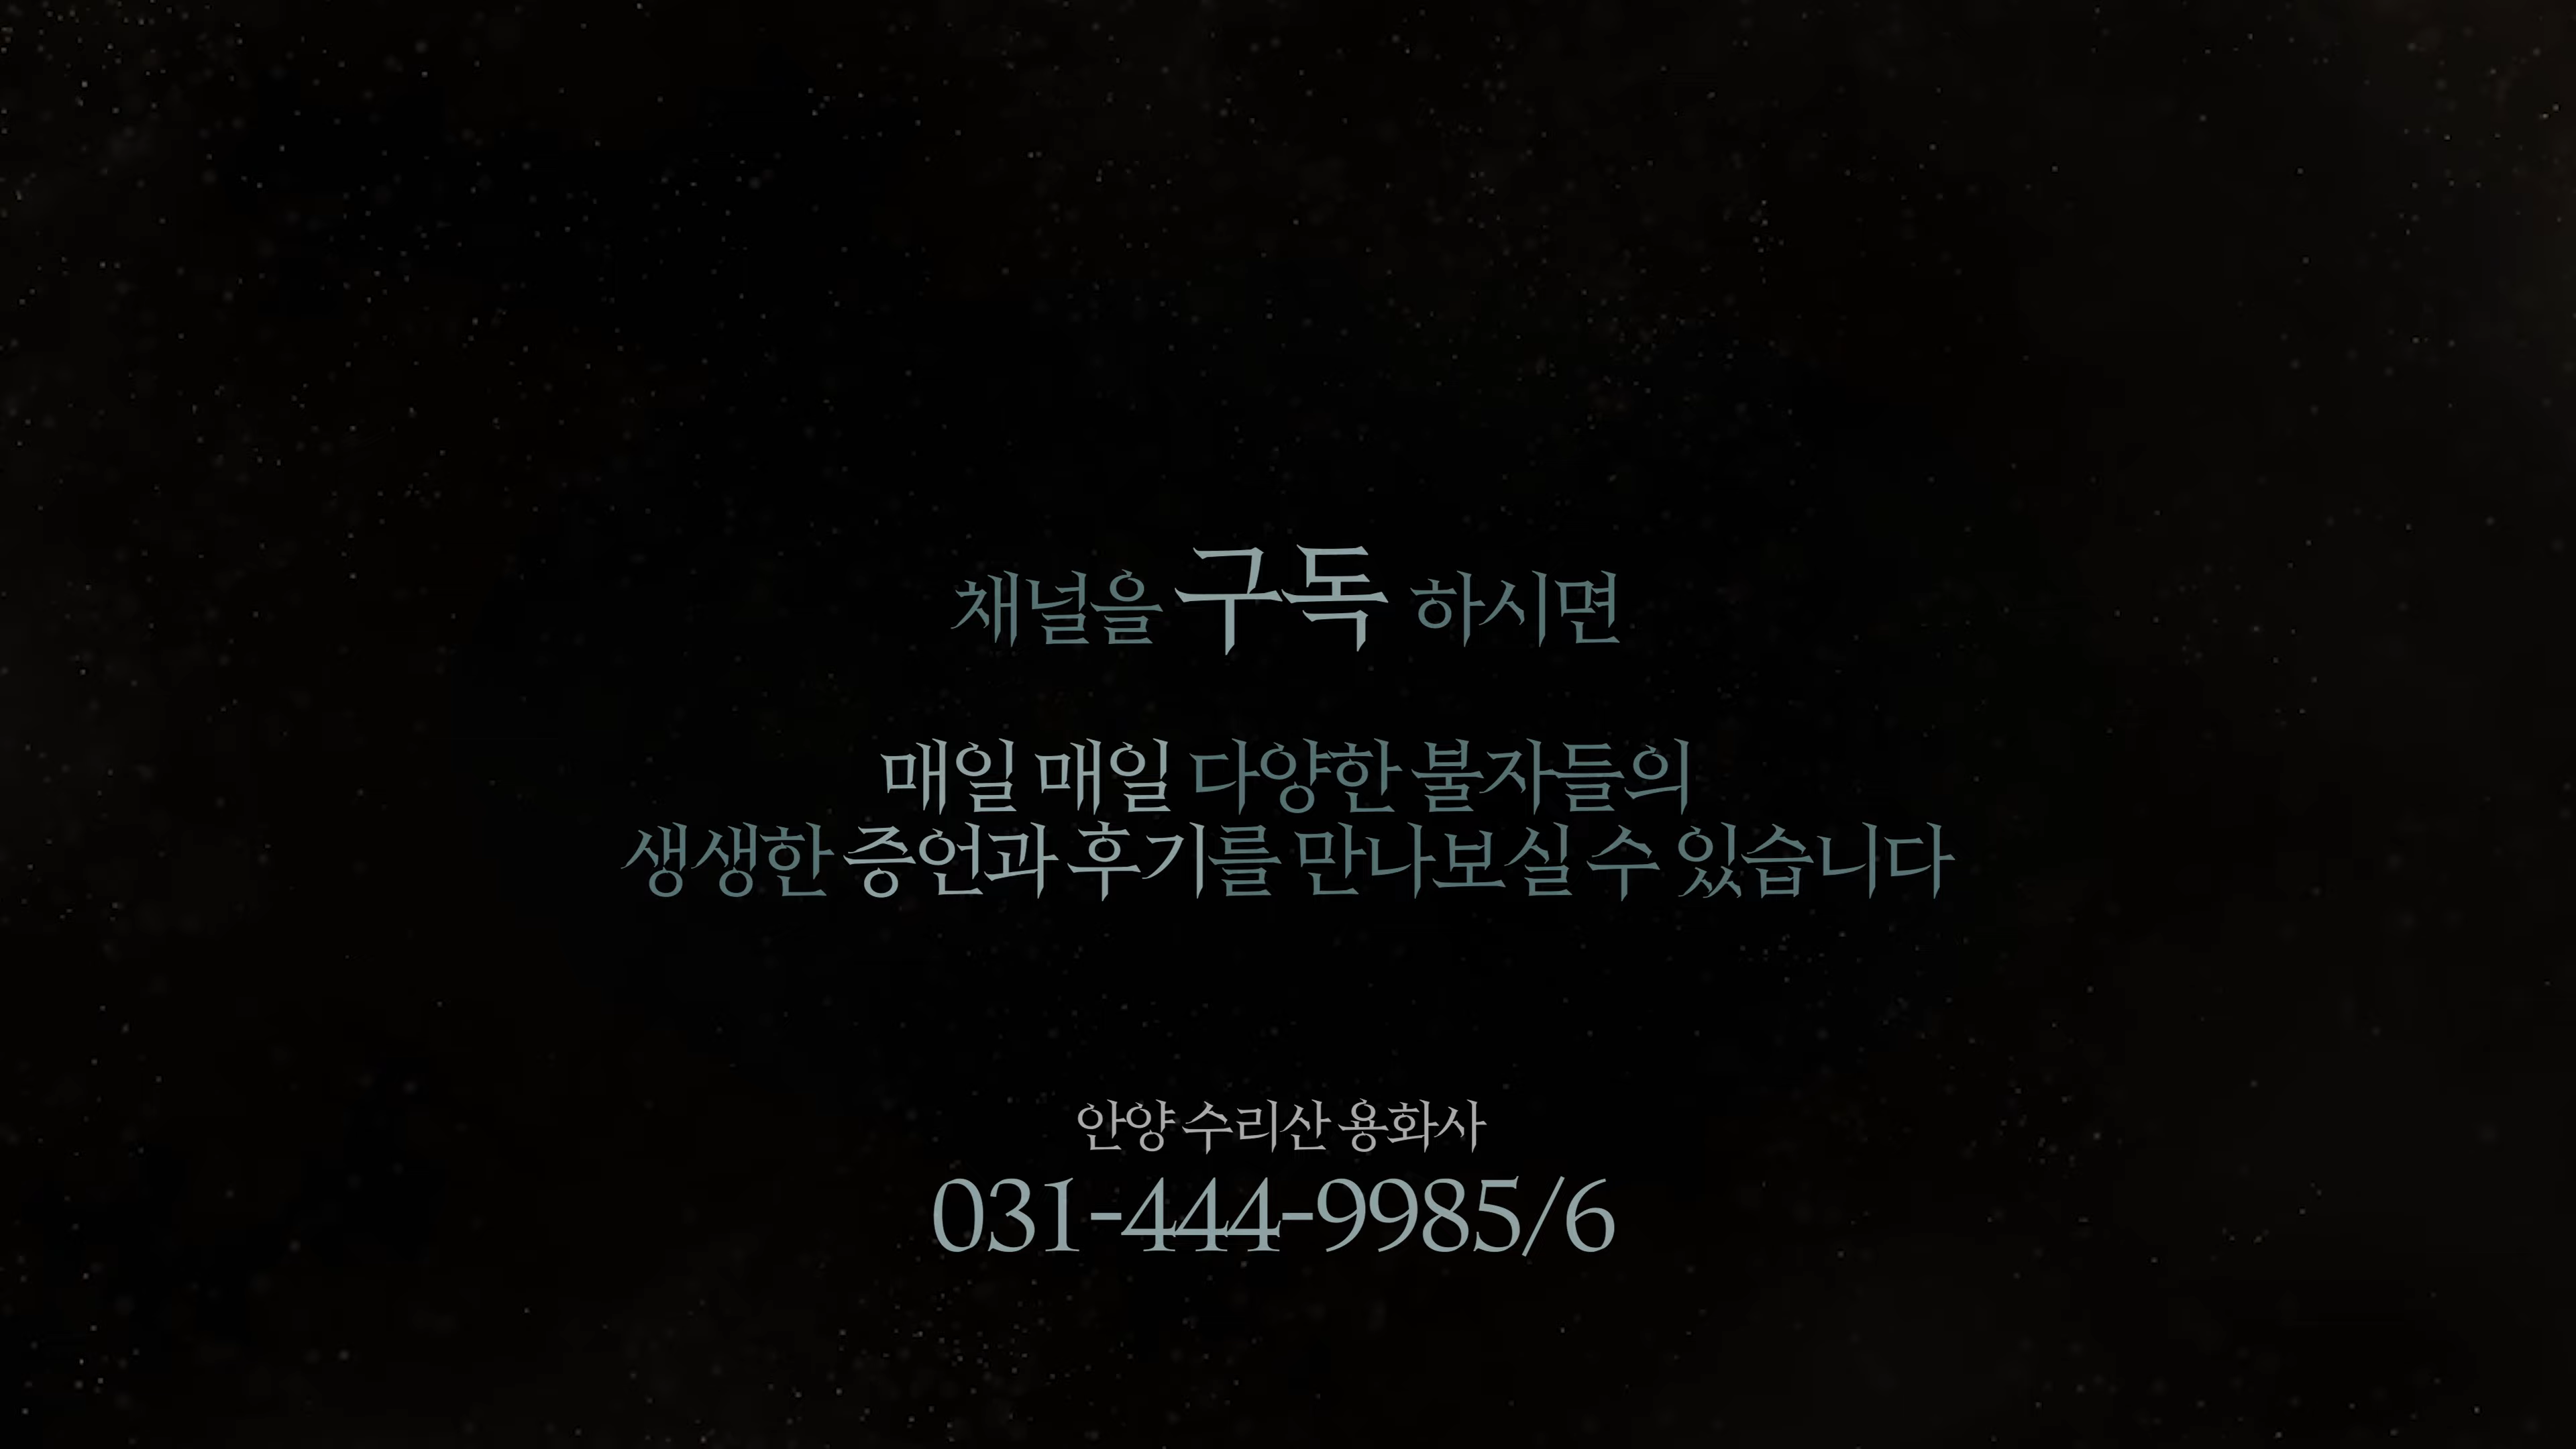 채널을 구독 하시면
매일 매일 다양한 불자들의
생생한 증언과 후기를 만나보실 수 있습니다
안양 수리산 용화사
031-444-9985/6